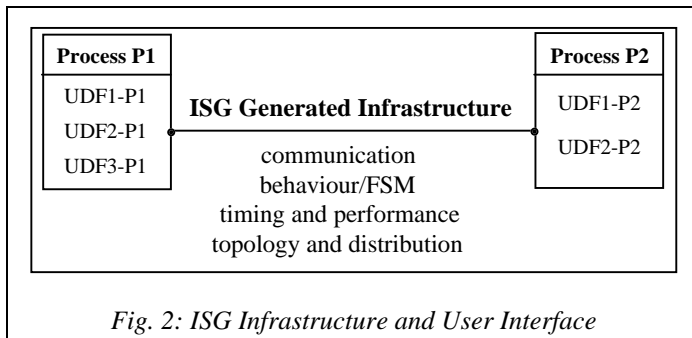 Process P1
UDF1-P1
UDF2-P1
UDF3-P1
ISG Generated Infrastructure
communication
behaviour/FSM
timing and performance
topology and distribution
Process P2
UDF1-P2
UDF2-P2
Fig. 2: ISG Infrastructure and User Interface